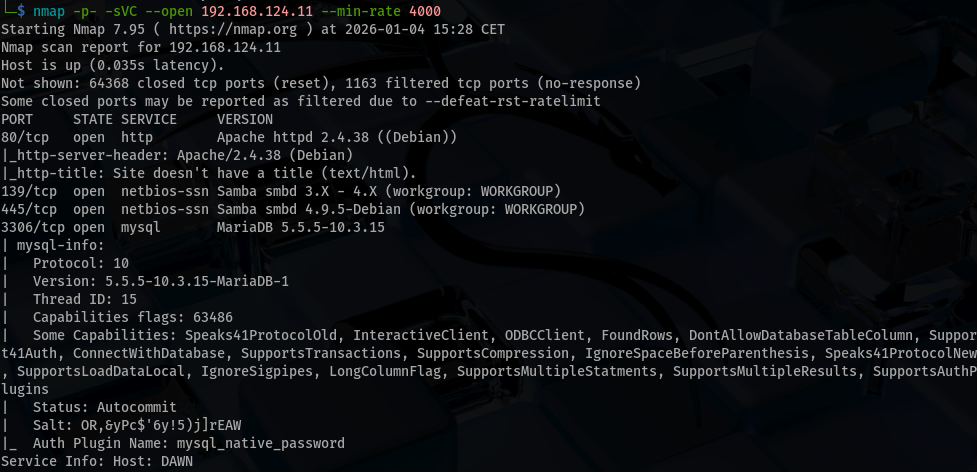 └─$ nmap -p- -sVC --open 192.168.124.11 --min-rate 4000
Starting Nmap 7.95 ( https://nmap.org ) at 2026-01-04 15:28 CET
Nmap scan report for 192.168.124.11
Host is up (0.035s latency).
Not shown: 64368 closed tcp ports (reset), 1163 filtered tcp ports (no-response)
Some closed ports may be reported as filtered due to --defeat-rst-ratelimit
PORT     STATE SERVICE     VERSION
80/tcp   open  http        Apache httpd 2.4.38 ((Debian))
|_http-server-header: Apache/2.4.38 (Debian)
|_http-title: Site doesn't have a title (text/html).
139/tcp  open  netbios-ssn Samba smbd 3.X - 4.X (workgroup: WORKGROUP)
445/tcp  open  netbios-ssn Samba smbd 4.9.5-Debian (workgroup: WORKGROUP)
3306/tcp open  mysql       MariaDB 5.5.5-10.3.15
| mysql-info:
|   Protocol: 10
|   Version: 5.5.5-10.3.15-MariaDB-1
|   Thread ID: 15
|   Capabilities flags: 63486
|   Some Capabilities: Speaks41ProtocolOld, InteractiveClient, ODBCClient, FoundRows, DontAllowDatabaseTableColumn, Suppor
t41Auth, ConnectWithDatabase, SupportsTransactions, SupportsCompression, IgnoreSpaceBeforeParenthesis, Speaks41ProtocolNew
, SupportsLoadDataLocal, IgnoreSigpipes, LongColumnFlag, SupportsMultipleStatments, SupportsMultipleResults, SupportsAuthP
lugins
|   Status: Autocommit
|   Salt: OR,&yPc$'6y!5)j]rEAW
|_  Auth Plugin Name: mysql_native_password
Service Info: Host: DAWN